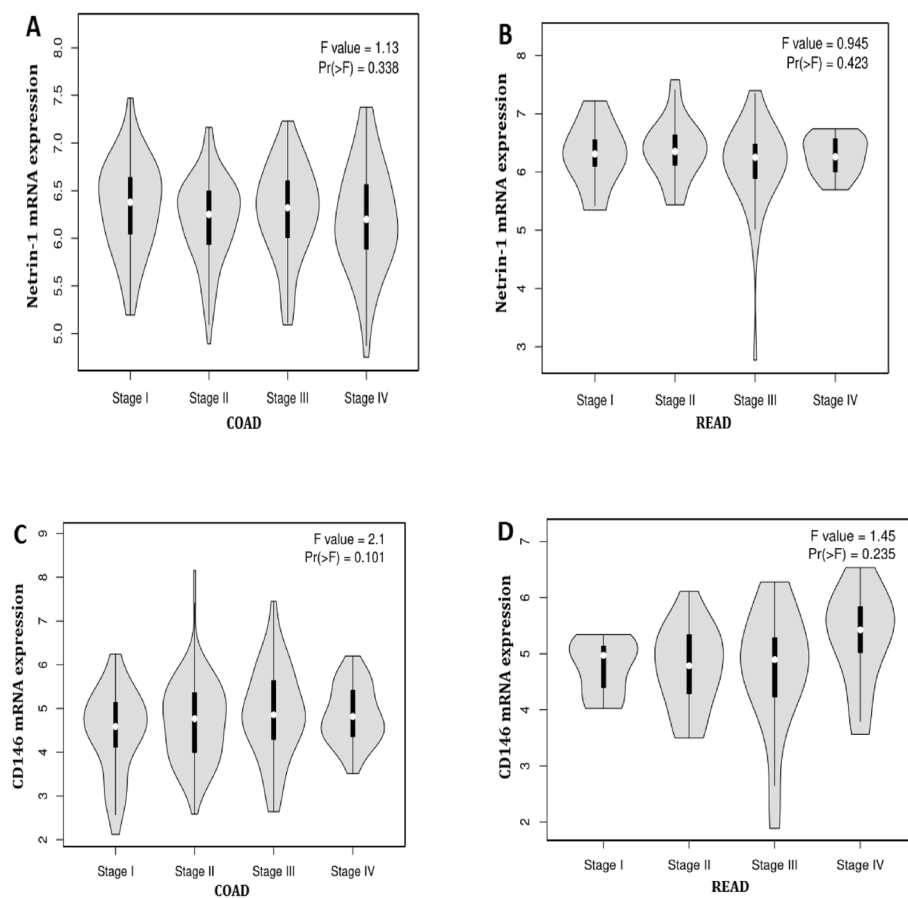 A
F value = 1.13
Pr(>F) = 0.338
Netrin-1 mRNA expression
8.0
7.5
7.0
6.5
6.0
5.5
5.0
Stage I Stage II Stage III Stage IV
COAD
B
F value = 0.945
Pr(>F) = 0.423
Netrin-1 mRNA expression
8
7
6
5
4
3
Stage I Stage II Stage III Stage IV
READ
C
F value = 2.1
Pr(>F) = 0.101
CD146 mRNA expression
9
8
7
6
5
4
3
2
Stage I Stage II Stage III Stage IV
COAD
D
F value = 1.45
Pr(>F) = 0.235
CD146 mRNA expression
7
6
5
4
3
2
Stage I Stage II Stage III Stage IV
READ